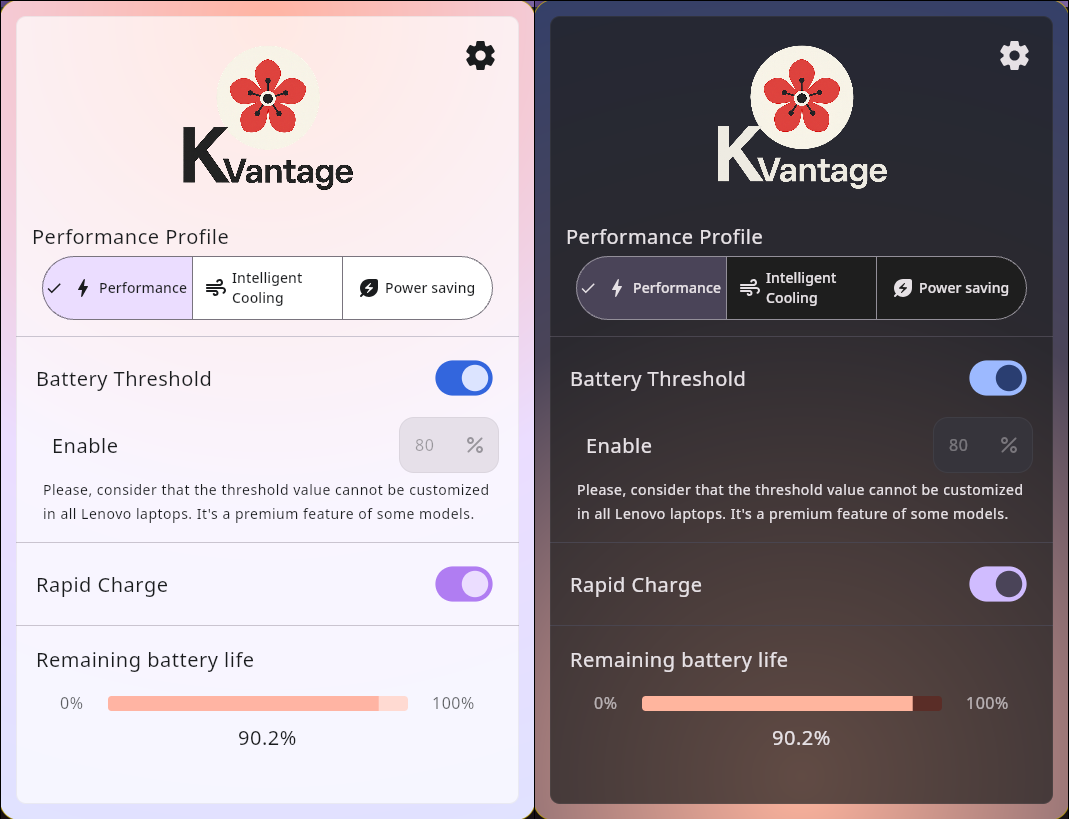 KVantage
Performance Profile
Performance
Intelligent
Cooling
Power saving
Battery Threshold
Enable
80 %
Please, consider that the threshold value cannot be customized
in all Lenovo laptops. It's a premium feature of some models.
Rapid Charge
Remaining battery life
0% 100%
90.2%
KVantage
Performance Profile
Performance
Intelligent
Cooling
Power saving
Battery Threshold
Enable
80 %
Please, consider that the threshold value cannot be customized
in all Lenovo laptops. It's a premium feature of some models.
Rapid Charge
Remaining battery life
0% 100%
90.2%